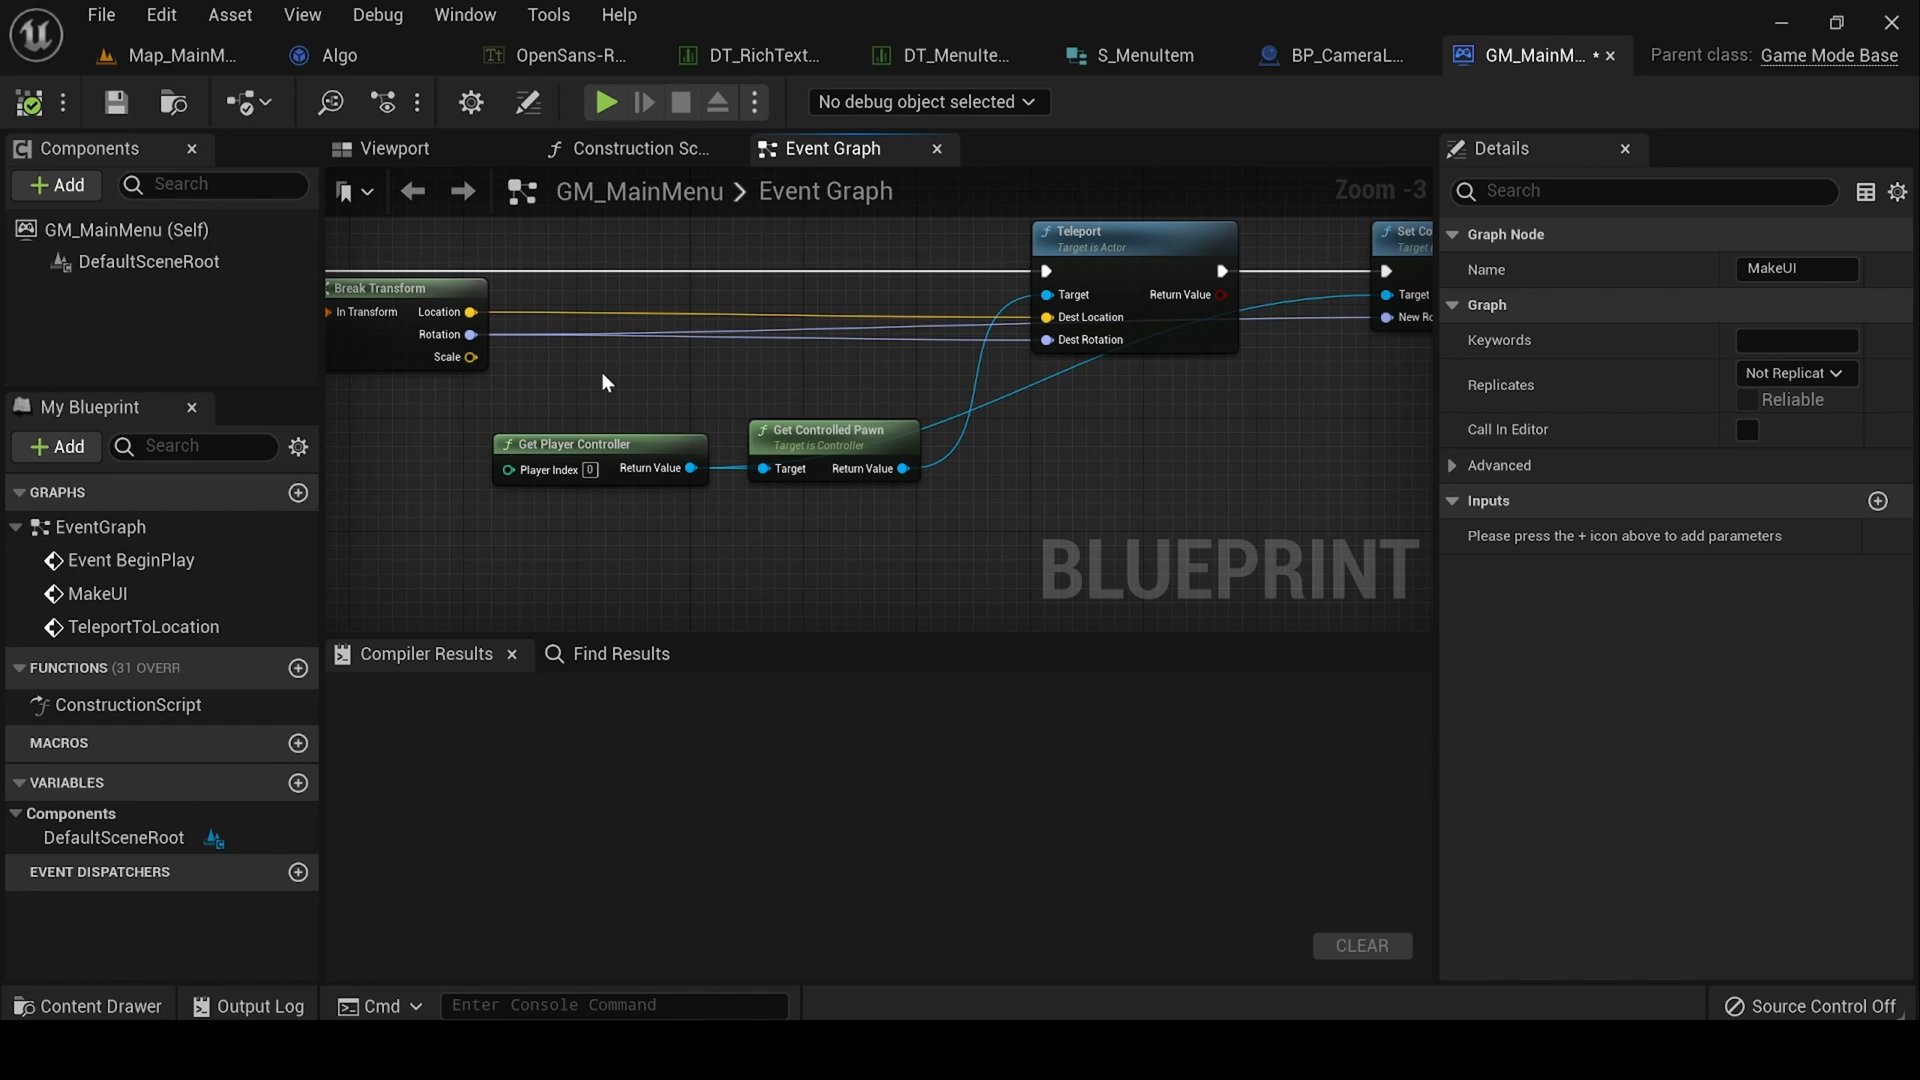 File Edit Asset View Debug Window Tools Help
Map_MainM... Algo OpenSans-R... DT_RichText... DT_MenuIte... S_MenuItem BP_CameraL... GM_MainM... * Parent class: Game Mode Base
No debug object selected
Components
Viewport Construction Sc... Event Graph
Details
Add Search
GM_MainMenu > Event Graph
Zoom -3
Search
GM_MainMenu (Self)
DefaultSceneRoot
Teleport
Target is Actor
Target
Return Value
Dest Location
Dest Rotation
Set Co
Target i
Target
New Ro
Break Transform
In Transform
Location
Rotation
Scale
Get Player Controller
Player Index 0
Return Value
Get Controlled Pawn
Target is Controller
Target
Return Value
BLUEPRINT
Graph Node
Name MakeUI
Graph
Keywords
Replicates Not Replicat
Reliable
Call In Editor
Advanced
Inputs
Please press the + icon above to add parameters
My Blueprint
Add Search
GRAPHS
EventGraph
Event BeginPlay
MakeUI
TeleportToLocation
FUNCTIONS (31 OVERR
ConstructionScript
MACROS
VARIABLES
Components
DefaultSceneRoot
EVENT DISPATCHERS
Compiler Results Find Results
CLEAR
Content Drawer Output Log Cmd Enter Console Command Source Control Off